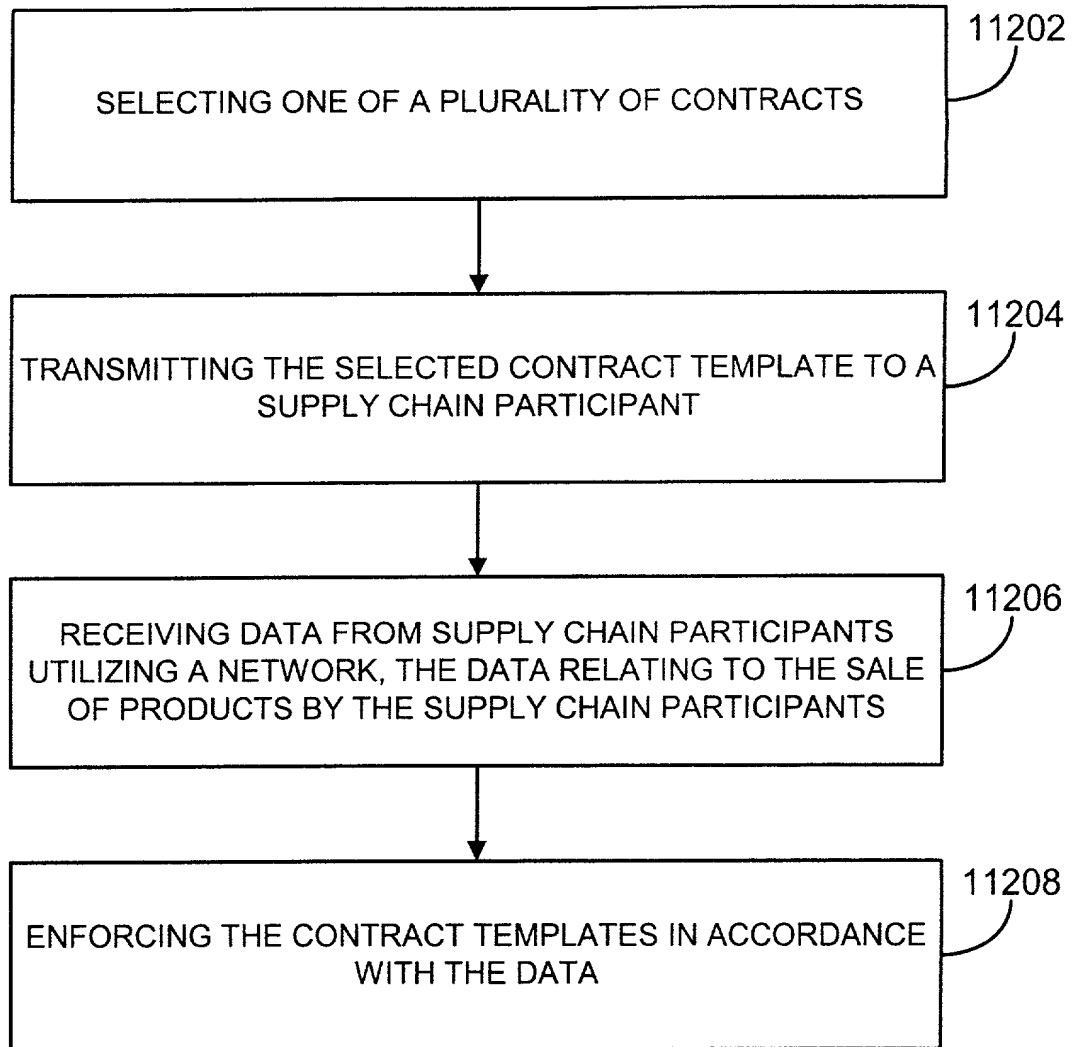 11202
SELECTING ONE OF A PLURALITY OF CONTRACTS
11204
TRANSMITTING THE SELECTED CONTRACT TEMPLATE TO A
SUPPLY CHAIN PARTICIPANT
11206
RECEIVING DATA FROM SUPPLY CHAIN PARTICIPANTS
UTILIZING A NETWORK, THE DATA RELATING TO THE SALE
OF PRODUCTS BY THE SUPPLY CHAIN PARTICIPANTS
11208
ENFORCING THE CONTRACT TEMPLATES IN ACCORDANCE
WITH THE DATA